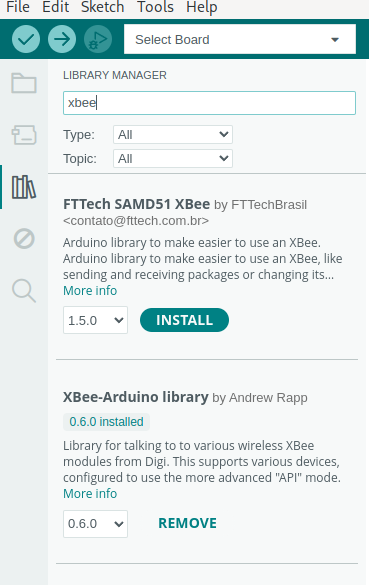 File Edit Sketch Tools Help
Select Board
LIBRARY MANAGER
xbee
Type: All
Topic: All
FTTech SAMD51 XBee by FTTechBrasil
<contato@fttech.com.br>
Arduino library to make easier to use an XBee.
Arduino library to make easier to use an XBee, like
sending and receiving packages or changing its...
More info
1.5.0 INSTALL
XBee-Arduino library by Andrew Rapp
0.6.0 installed
Library for talking to to various wireless XBee
modules from Digi. This supports various devices,
configured to use the more advanced "API" mode.
More info
0.6.0 REMOVE